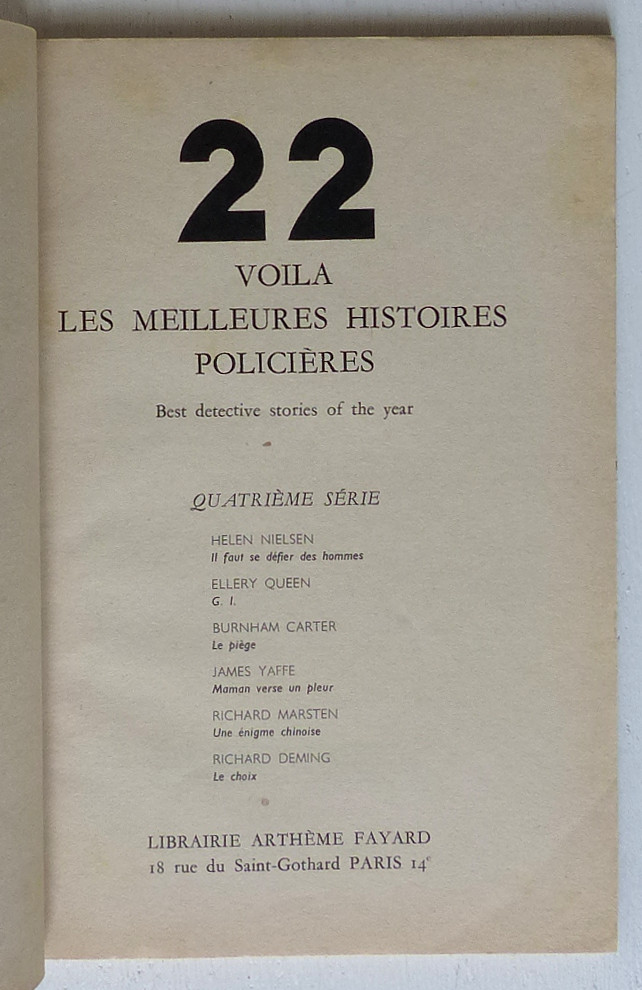 22
VOILA
LES MEILLEURES HISTOIRES
POLICIÈRES
Best detective stories of the year
QUATRIÈME SÉRIE
HELEN NIELSEN
Il faut se défier des hommes
ELLERY QUEEN
G. I.
BURNHAM CARTER
Le piège
JAMES YAFFE
Maman verse un pleur
RICHARD MARSTEN
Une énigme chinoise
RICHARD DEMING
Le choix
LIBRAIRIE ARTHÈME FAYARD
18 rue du Saint-Gothard PARIS 14e